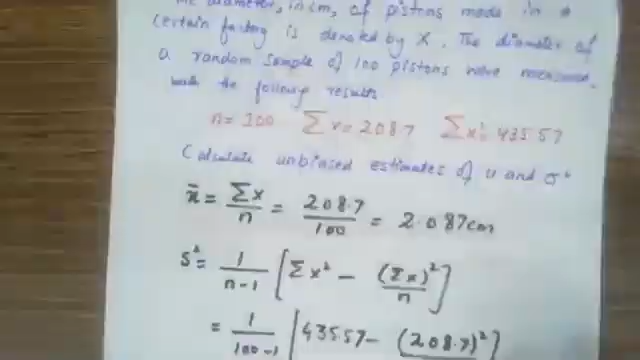 The diameter, in cm, of pistons made in a
certain factory is denoted by X. The diameter of
a random sample of 100 pistons were measured,
with the following results
n = 100 Σx = 208.7 Σx² = 435.57
Calculate unbiased estimates of u and σ²
x̄ = Σx/n = 208.7/100 = 2.087cm
S² = 1/(n-1) [Σx² - (Σx)²/n]
= 1/(100-1) [435.57 - (208.7)²